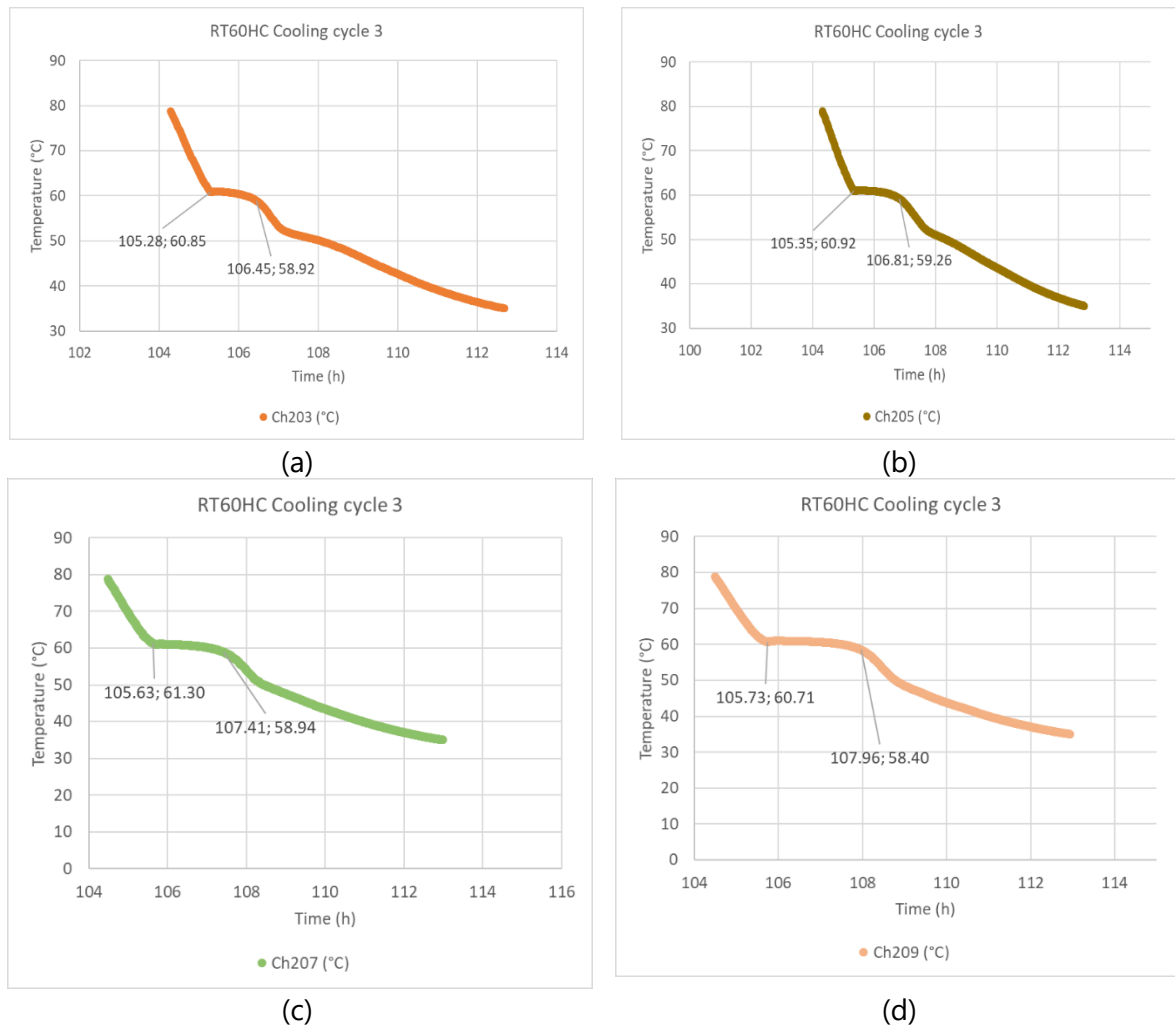 RT60HC Cooling cycle 3
90
80
70
60
50
40
30
Temperature (°C)
105.28; 60.85
106.45; 58.92
102 104 106 108 110 112 114
Time (h)
Ch203 (°C)
(a)
RT60HC Cooling cycle 3
90
80
70
60
50
40
30
Temperature (°C)
105.35; 60.92
106.81; 59.26
100 102 104 106 108 110 112 114
Time (h)
Ch205 (°C)
(b)
RT60HC Cooling cycle 3
90
80
70
60
50
40
30
20
10
0
Temperature (°C)
105.63; 61.30
107.41; 58.94
104 106 108 110 112 114 116
Time (h)
Ch207 (°C)
(c)
RT60HC Cooling cycle 3
90
80
70
60
50
40
30
20
10
0
Temperature (°C)
105.73; 60.71
107.96; 58.40
104 106 108 110 112 114
Time (h)
Ch209 (°C)
(d)